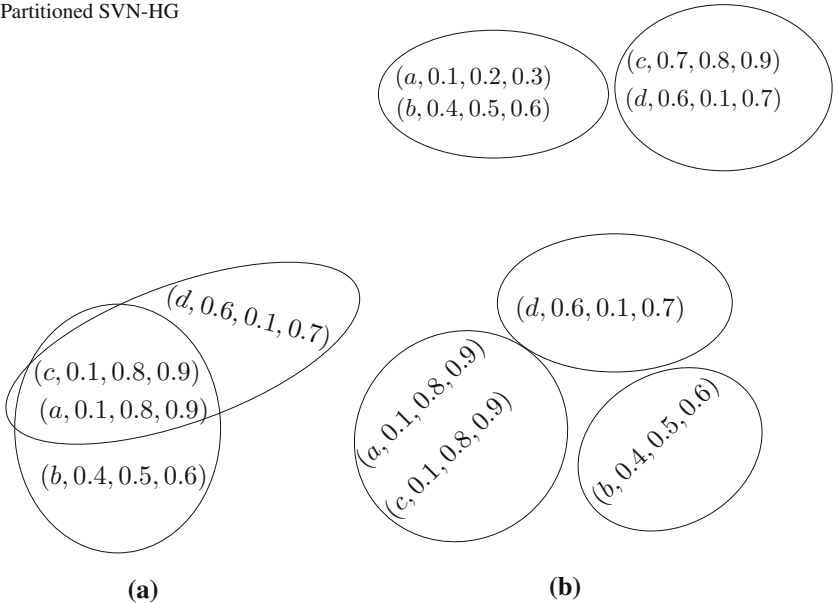 Partitioned SVN-HG
(a, 0.1, 0.2, 0.3)
(b, 0.4, 0.5, 0.6)
(c, 0.7, 0.8, 0.9)
(d, 0.6, 0.1, 0.7)
(d, 0.6, 0.1, 0.7)
(c, 0.1, 0.8, 0.9)
(a, 0.1, 0.8, 0.9)
(b, 0.4, 0.5, 0.6)
(a)
(d, 0.6, 0.1, 0.7)
(a, 0.1, 0.8, 0.9)
(c, 0.1, 0.8, 0.9)
(b, 0.4, 0.5, 0.6)
(b)